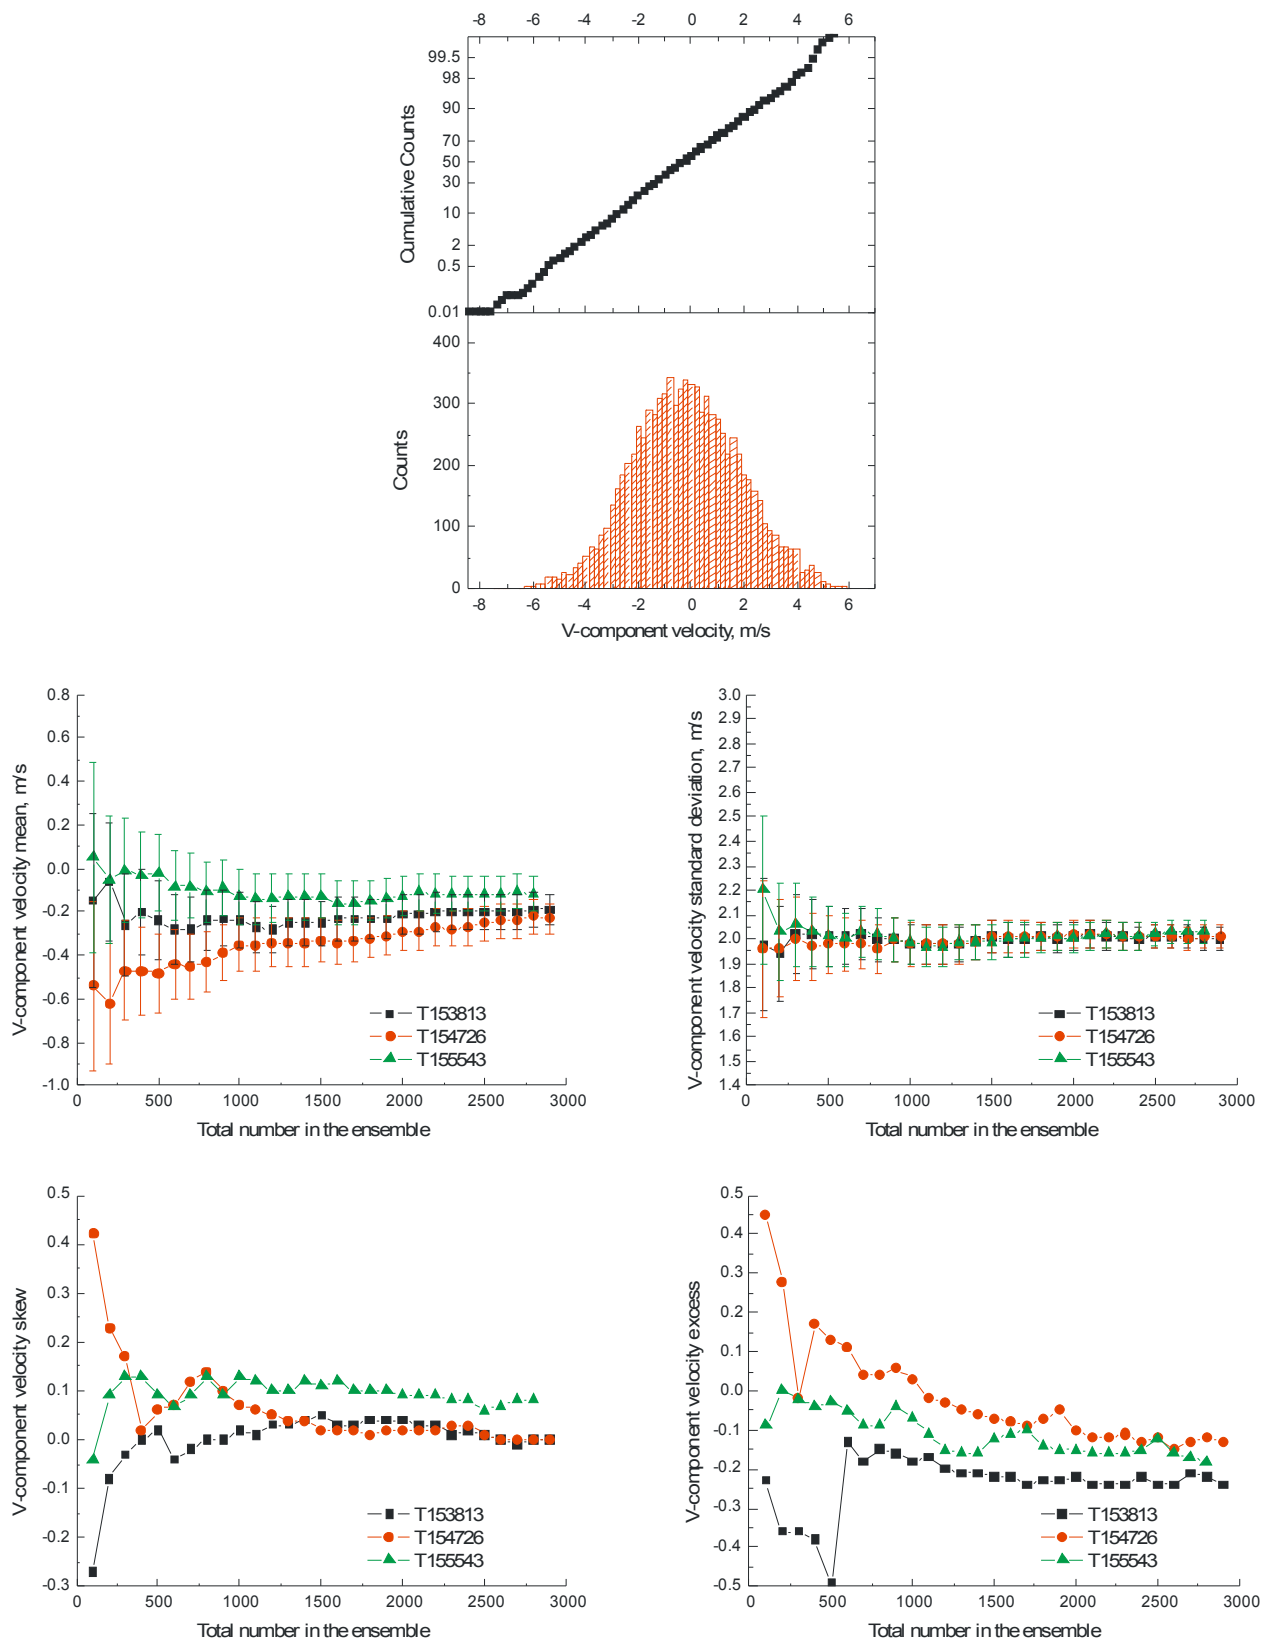 -8 -6 -4 -2 0 2 4 6
99.5
98
90
70
50
30
10
2
0.5
0.01
Cumulative Counts
400
300
200
100
0
Counts
-8 -6 -4 -2 0 2 4 6
V-component velocity, m/s
0.8
0.6
0.4
0.2
0.0
-0.2
-0.4
-0.6
-0.8
-1.0
V-component velocity mean, m/s
T153813
T154726
T155543
0 500 1000 1500 2000 2500 3000
Total number in the ensemble
3.0
2.9
2.8
2.7
2.6
2.5
2.4
2.3
2.2
2.1
2.0
1.9
1.8
1.7
1.6
1.5
1.4
V-component velocity standard deviation, m/s
T153813
T154726
T155543
0 500 1000 1500 2000 2500 3000
Total number in the ensemble
0.5
0.4
0.3
0.2
0.1
0.0
-0.1
-0.2
-0.3
V-component velocity skew
T153813
T154726
T155543
0 500 1000 1500 2000 2500 3000
Total number in the ensemble
0.5
0.4
0.3
0.2
0.1
0.0
-0.1
-0.2
-0.3
-0.4
-0.5
V-component velocity excess
T153813
T154726
T155543
0 500 1000 1500 2000 2500 3000
Total number in the ensemble